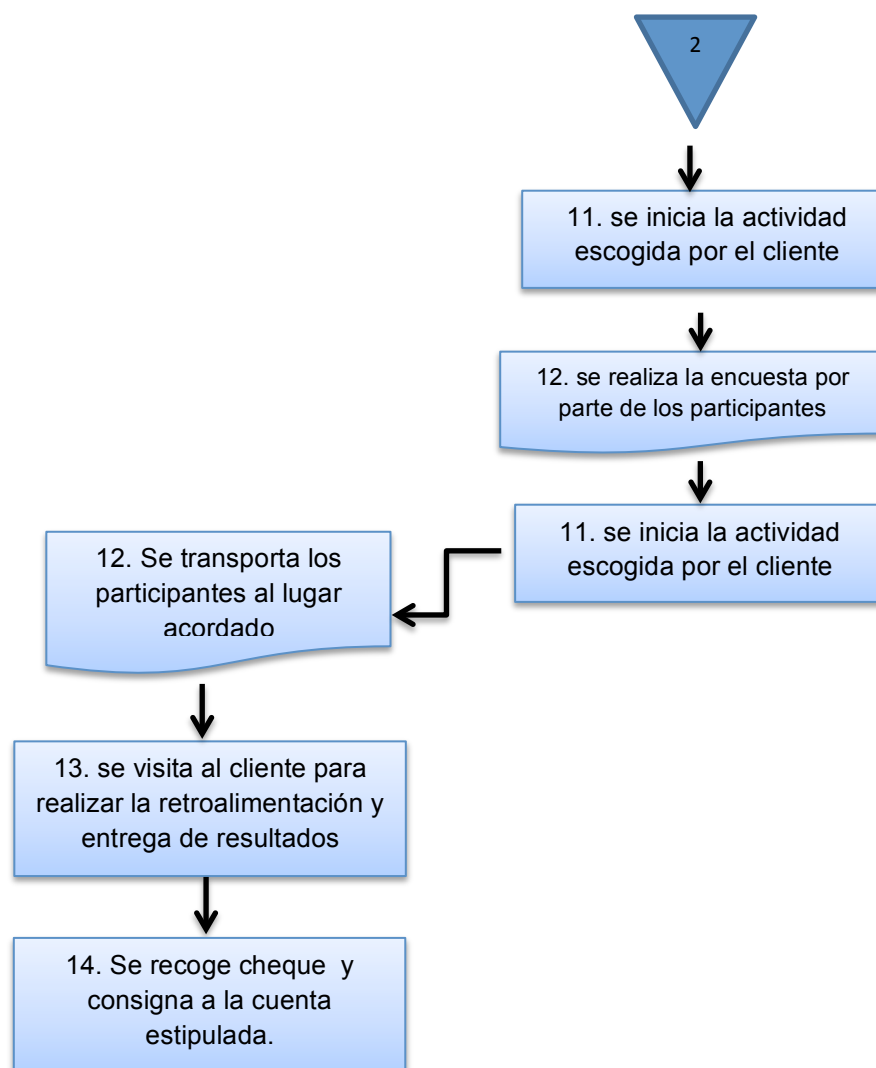 2
11. se inicia la actividad
escogida por el cliente
12. se realiza la encuesta por
parte de los participantes
11. se inicia la actividad
escogida por el cliente
12. Se transporta los
participantes al lugar
acordado
13. se visita al cliente para
realizar la retroalimentación y
entrega de resultados
14. Se recoge cheque  y
consigna a la cuenta
estipulada.